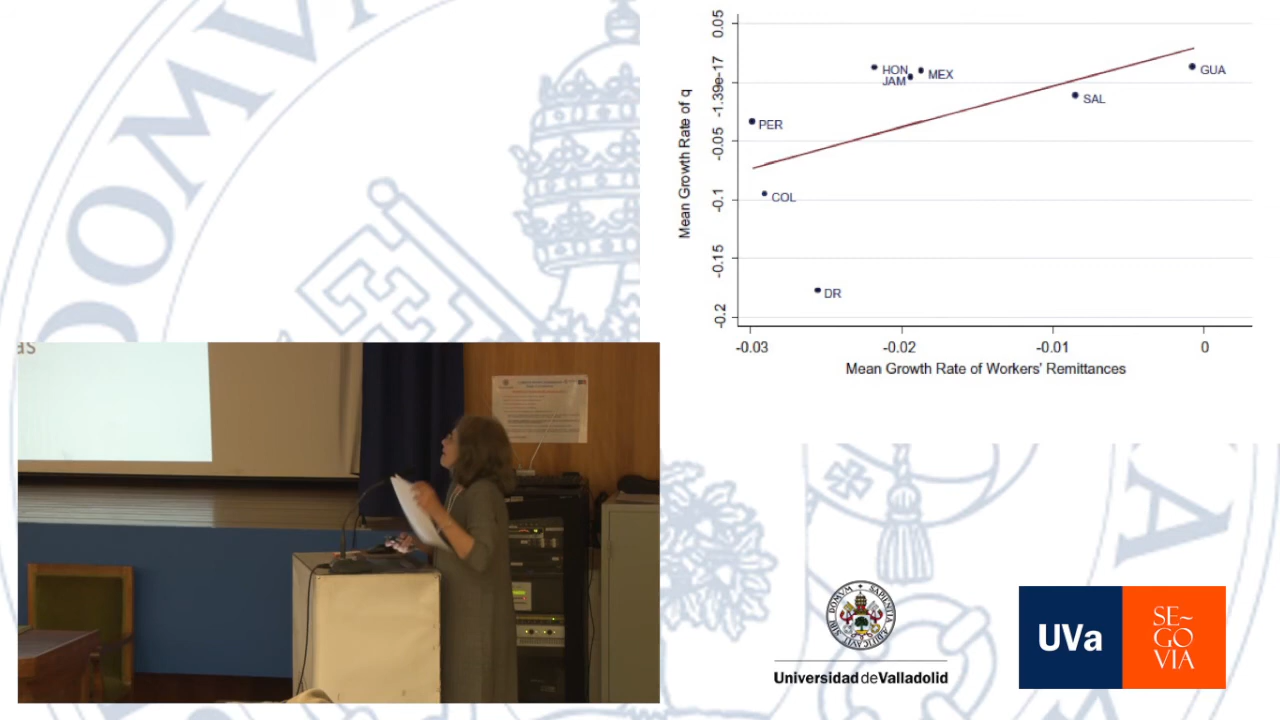 DOMV
0.05
-1.39e-17
-0.05
-0.1
-0.15
-0.2
Mean Growth Rate of q
HON
JAM
MEX
GUA
SAL
PER
COL
DR
-0.03
-0.02
-0.01
0
Mean Growth Rate of Workers' Remittances
as
A
Universidad de Valladolid
UVa
SE~
GO
VIA